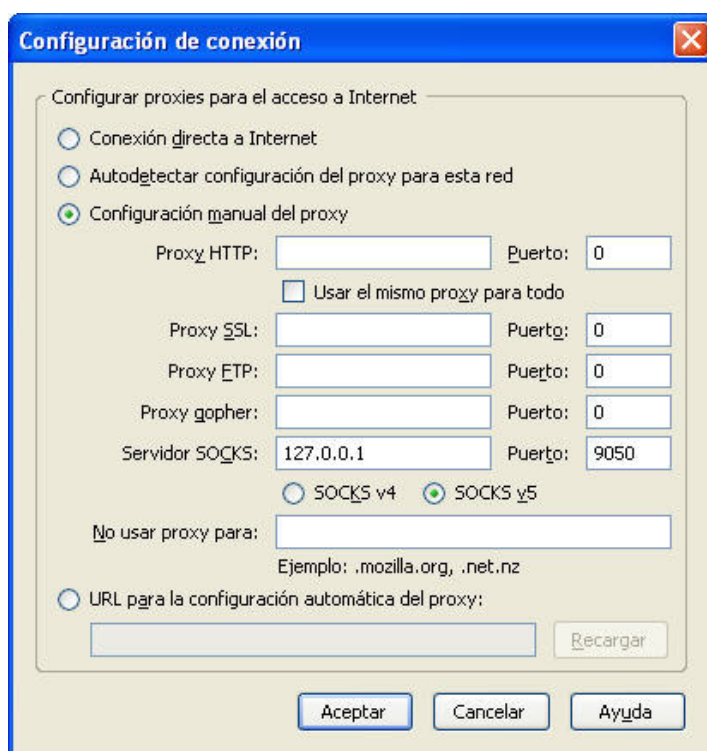 Configuración de conexión
Configurar proxies para el acceso a Internet
Conexión directa a Internet
Autodetectar configuración del proxy para esta red
Configuración manual del proxy
Proxy HTTP: Puerto: 0
Usar el mismo proxy para todo
Proxy SSL: Puerto: 0
Proxy FTP: Puerto: 0
Proxy gopher: Puerto: 0
Servidor SOCKS: 127.0.0.1 Puerto: 9050
SOCKS v4 SOCKS v5
No usar proxy para:
Ejemplo: .mozilla.org, .net.nz
URL para la configuración automática del proxy:
Recargar
Aceptar Cancelar Ayuda